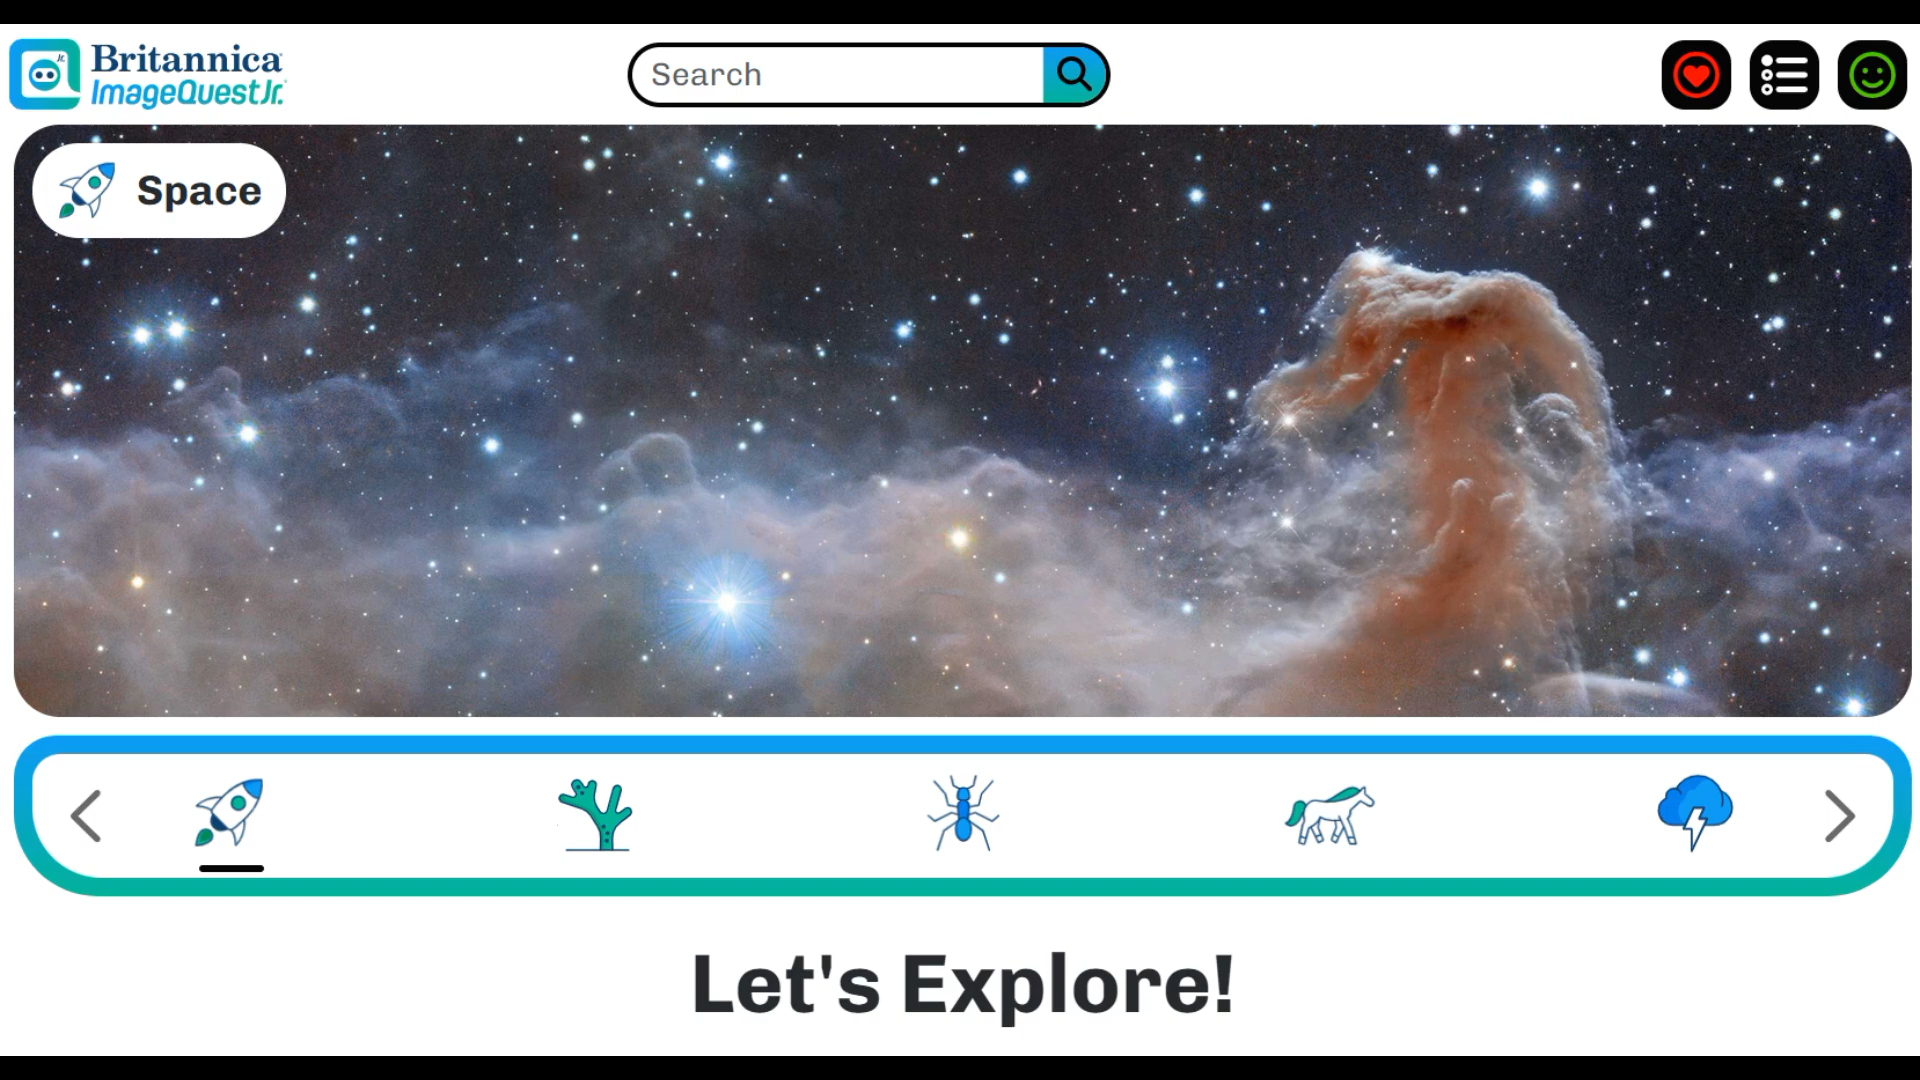 Britannica
ImageQuest Jr.
Search
Space
Let's Explore!